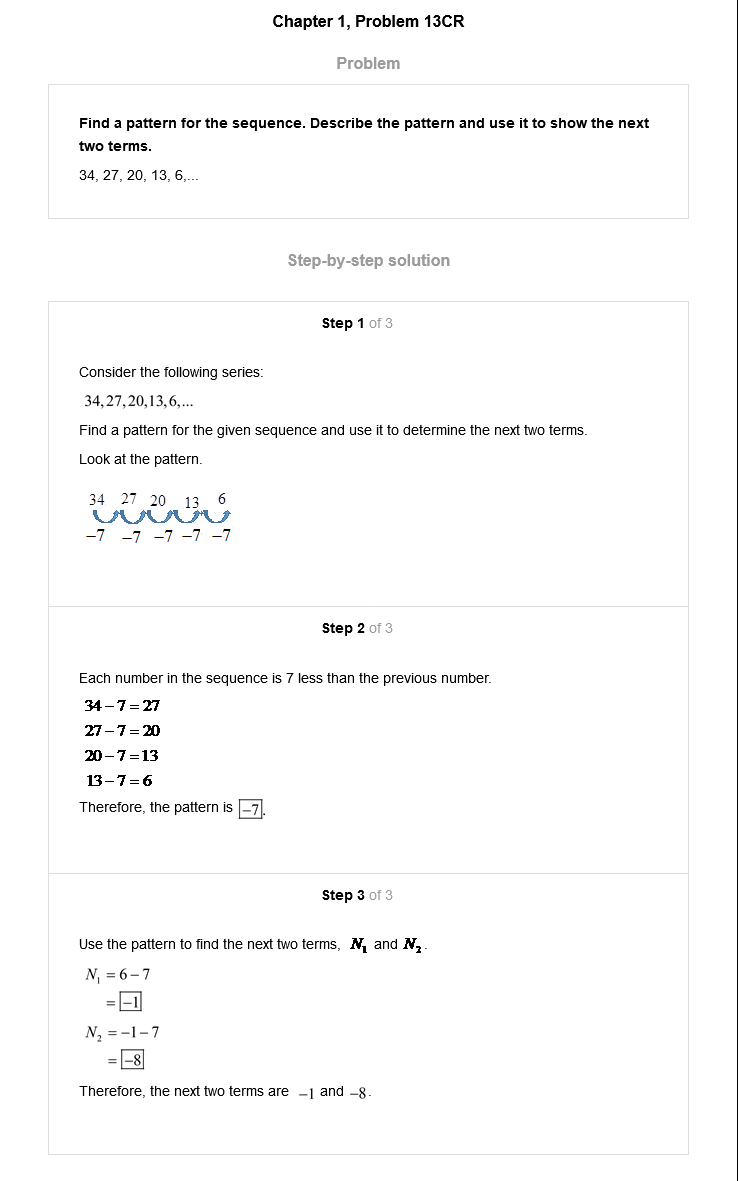 Chapter 1, Problem 13CR
Problem
Find a pattern for the sequence. Describe the pattern and use it to show the next
two terms.
34, 27, 20, 13, 6,...
Step-by-step solution
Step 1 of 3
Consider the following series:
34,27,20,13,6,...
Find a pattern for the given sequence and use it to determine the next two terms.
Look at the pattern.
34 27 20 13 6
−7 −7 −7 −7 −7
Step 2 of 3
Each number in the sequence is 7 less than the previous number.
34−7=27
27−7=20
20−7=13
13−7=6
Therefore, the pattern is −7.
Step 3 of 3
Use the pattern to find the next two terms, N₁ and N₂.
N₁ = 6−7
= −1
N₂ = −1−7
= −8
Therefore, the next two terms are −1 and −8.